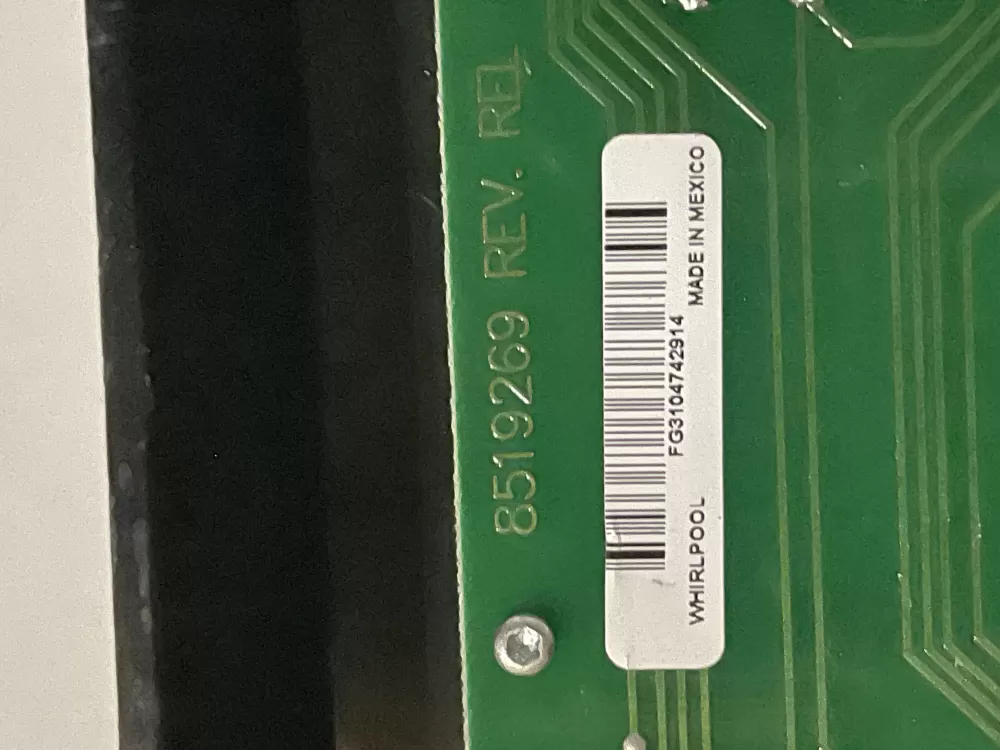 8519269 REV. REL
FG3104742914
WHIRLPOOL MADE IN MEXICO